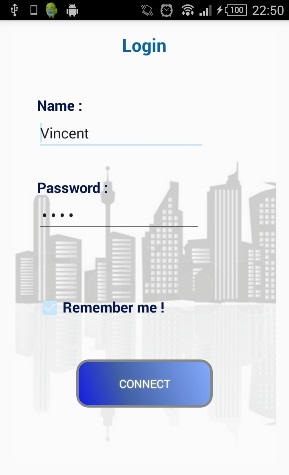 100 22:50
Login
Name :
Vincent
Password :
••••
Remember me !
CONNECT